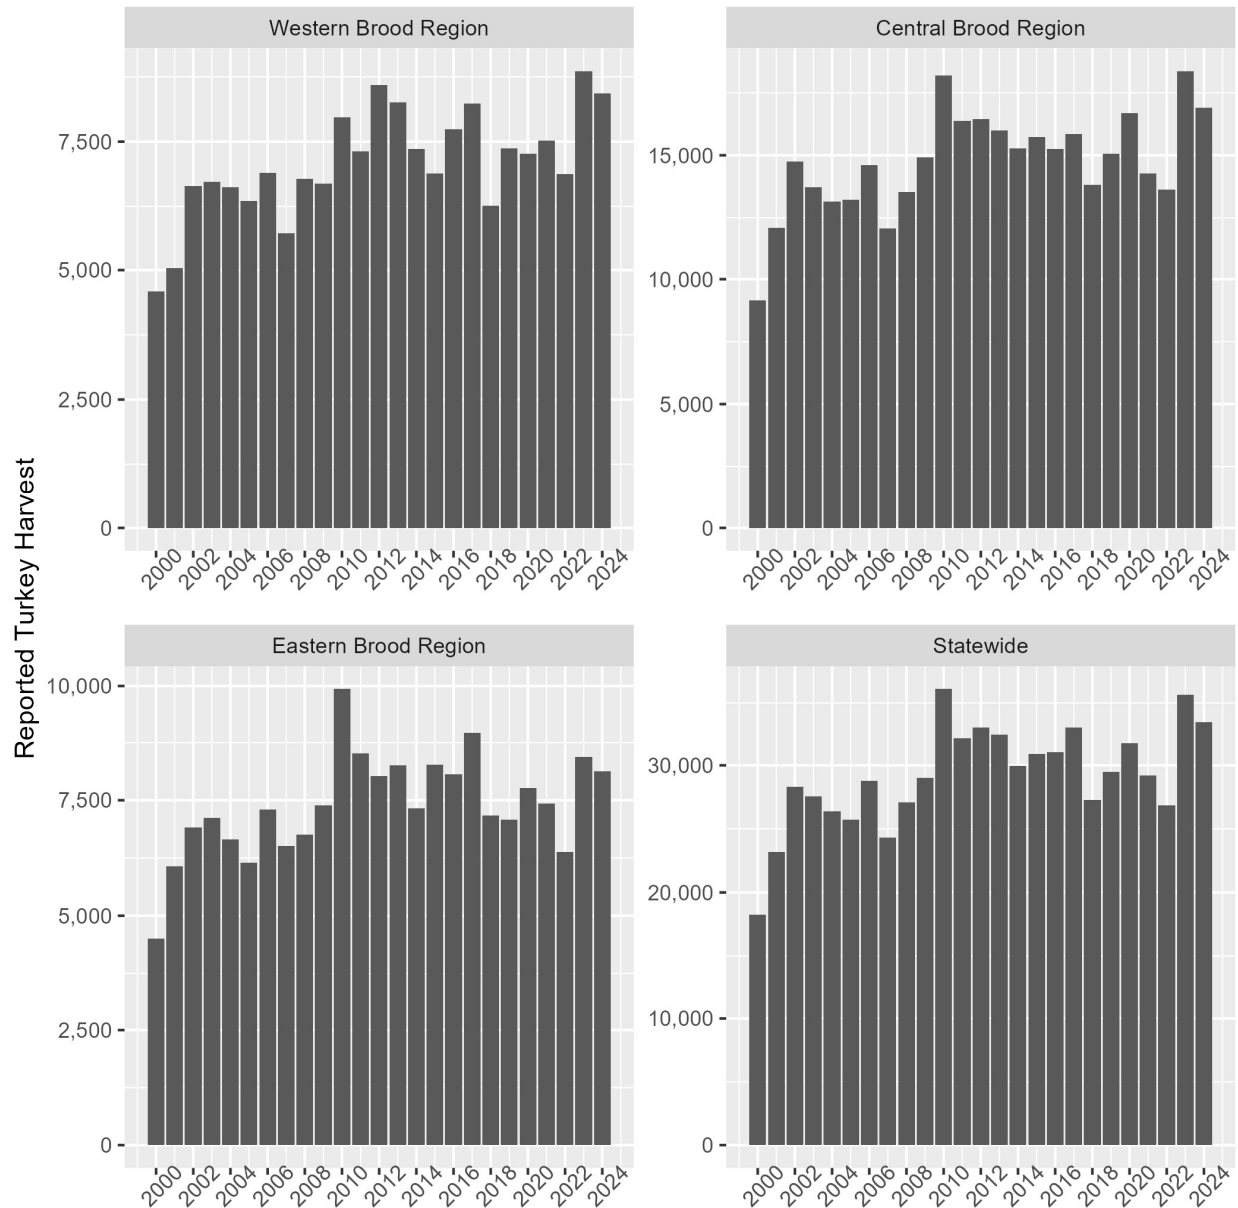 Reported Turkey Harvest
Western Brood Region
7,500
5,000
2,500
0
2000 2002 2004 2006 2008 2010 2012 2014 2016 2018 2020 2022 2024
Central Brood Region
15,000
10,000
5,000
0
2000 2002 2004 2006 2008 2010 2012 2014 2016 2018 2020 2022 2024
Eastern Brood Region
10,000
7,500
5,000
2,500
0
2000 2002 2004 2006 2008 2010 2012 2014 2016 2018 2020 2022 2024
Statewide
30,000
20,000
10,000
0
2000 2002 2004 2006 2008 2010 2012 2014 2016 2018 2020 2022 2024